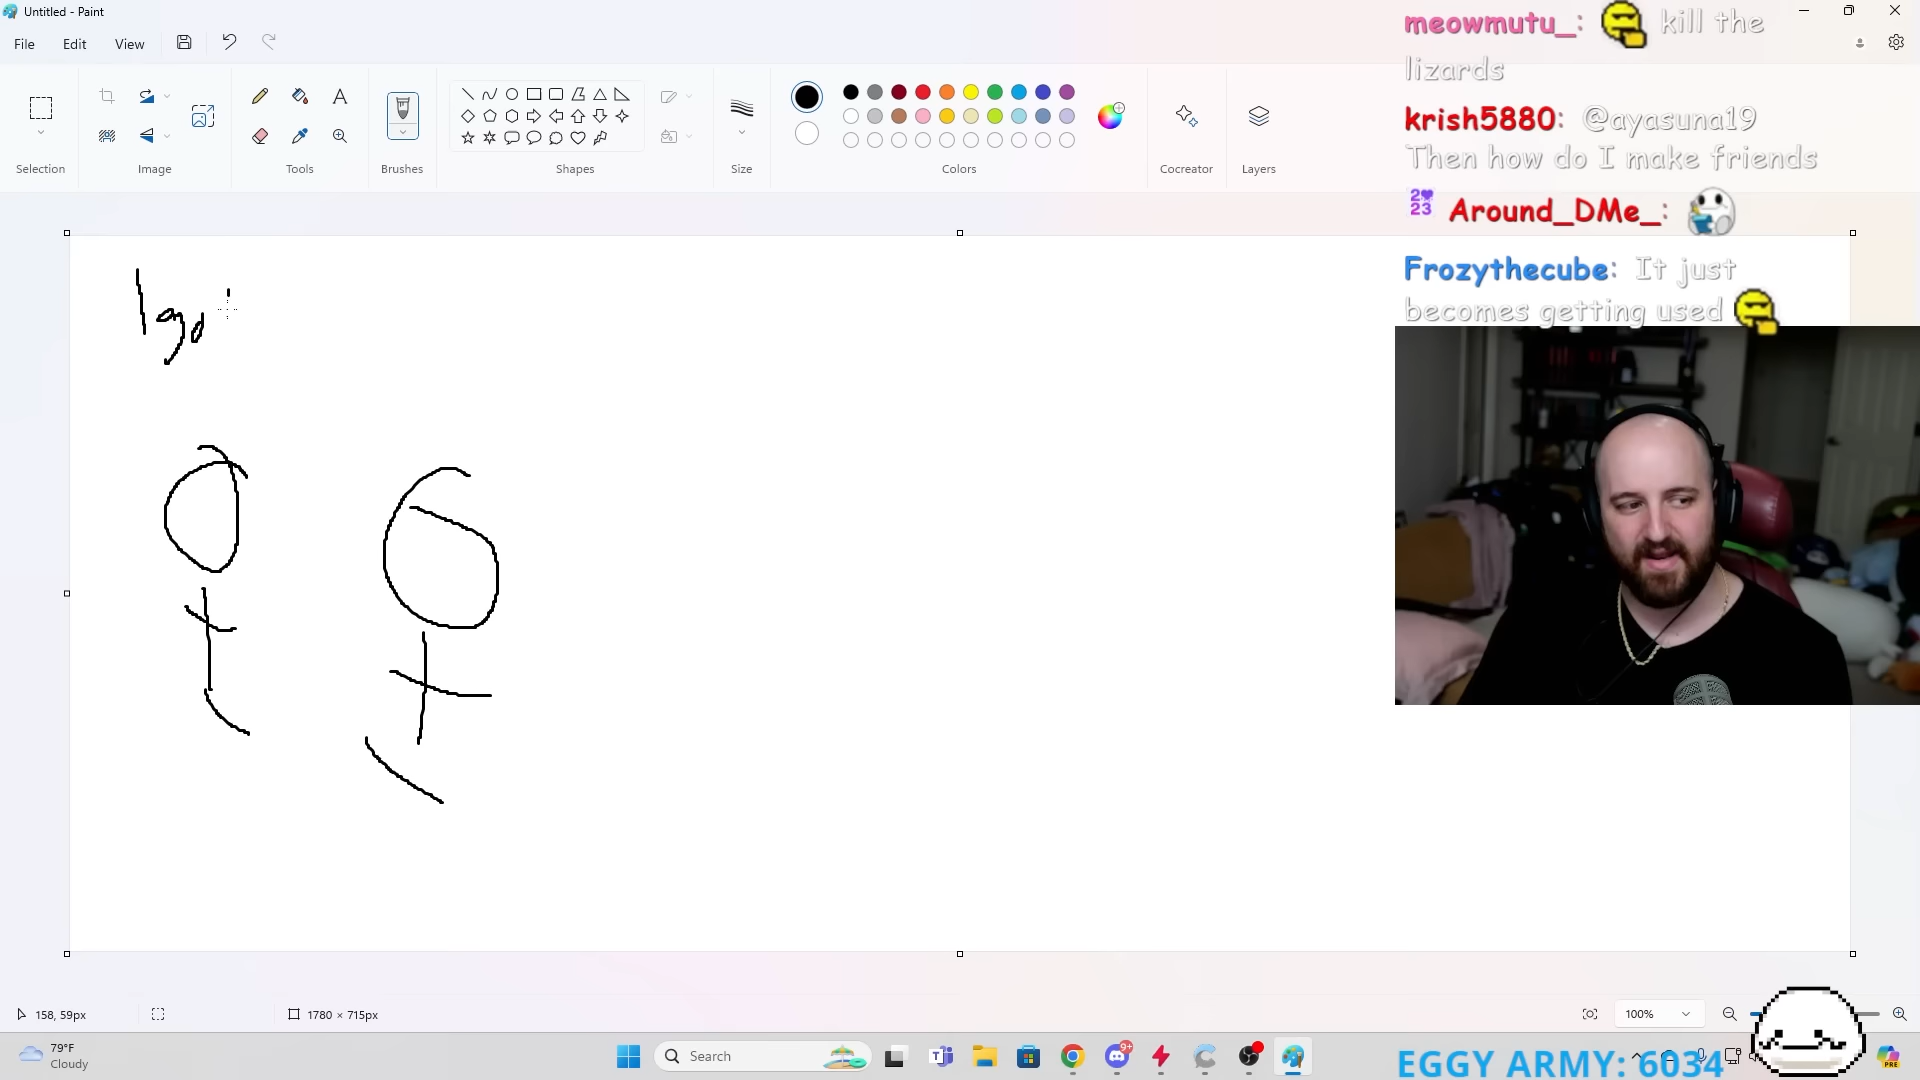 Untitled - Paint
File Edit View
Selection Image Tools Brushes Shapes Size Colors Cocreator Layers
meowmutu_: kill the
lizards
krish5880: @ayasuna19
Then how do I make friends
Around_DMe_:
Frozythecube: It just
becomes getting used
158, 59px
1780 × 715px
100%
79°F
Cloudy
Search
9+
PRE
EGGY ARMY: 6034